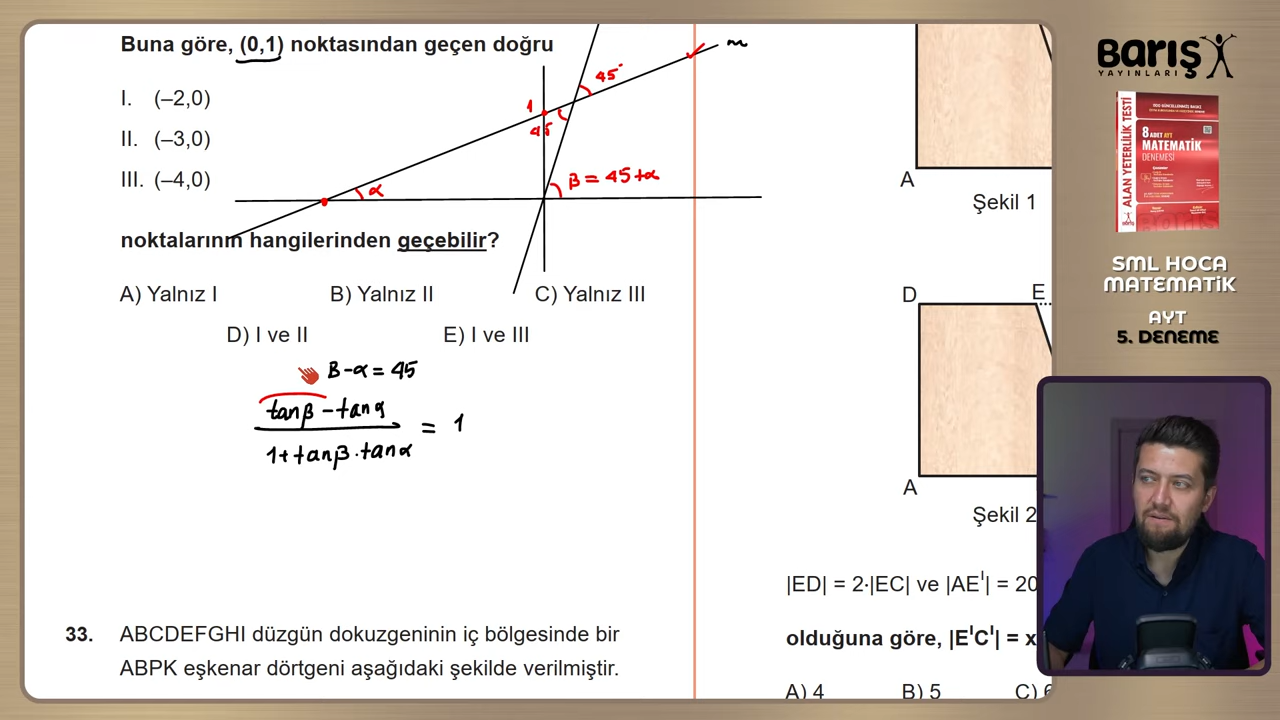 Buna göre, (0,1) noktasından geçen doğru
I. (–2,0)
II. (–3,0)
III. (–4,0)
noktalarının hangilerinden geçebilir?
A) Yalnız I
B) Yalnız II
C) Yalnız III
D) I ve II
E) I ve III
m
45°
1
45
α
β = 45+α
β-α = 45
tanβ - tanα
1+tanβ.tanα
= 1
33. ABCDEFGHI düzgün dokuzgeninin iç bölgesinde bir
ABPK eşkenar dörtgeni aşağıdaki şekilde verilmiştir.
A
Şekil 1
D
E
A
Şekil 2
|ED| = 2·|EC| ve |AE'| = 20
olduğuna göre, |E'C'| = x
A) 4
B) 5
BARIŞ
YAYINLARI
ALAN YETERLİLİK TESTİ
8 ADET AYT
MATEMATİK
DENEMESİ
SML HOCA
MATEMATİK
AYT
5. DENEME